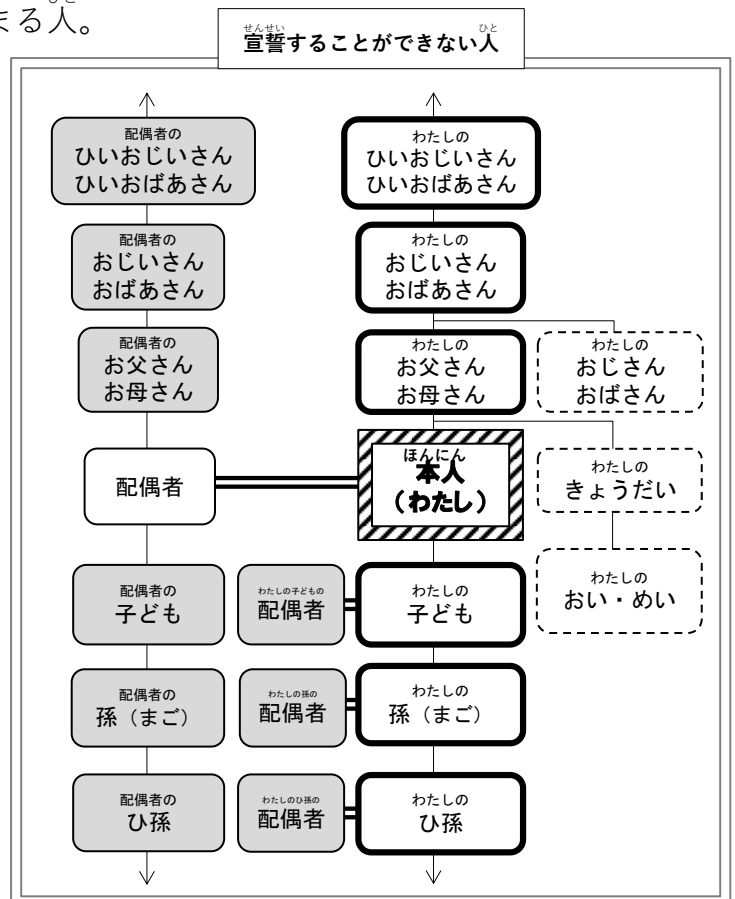 まる人。
ひと
せんせい ひと
宣誓することができない人
配偶者の
ひいおじいさん
ひいおばあさん
わたしの
ひいおじいさん
ひいおばあさん
配偶者の
おじいさん
おばあさん
わたしの
おじいさん
おばあさん
配偶者の
お父さん
お母さん
わたしの
お父さん
お母さん
わたしの
おじさん
おばさん
配偶者
ほんにん
本人
（わたし）
わたしの
きょうだい
配偶者の
子ども
わたしの子どもの
配偶者
わたしの
子ども
わたしの
おい・めい
配偶者の
孫（まご）
わたしの孫の
配偶者
わたしの
孫（まご）
配偶者の
ひ孫
わたしのひ孫の
配偶者
わたしの
ひ孫